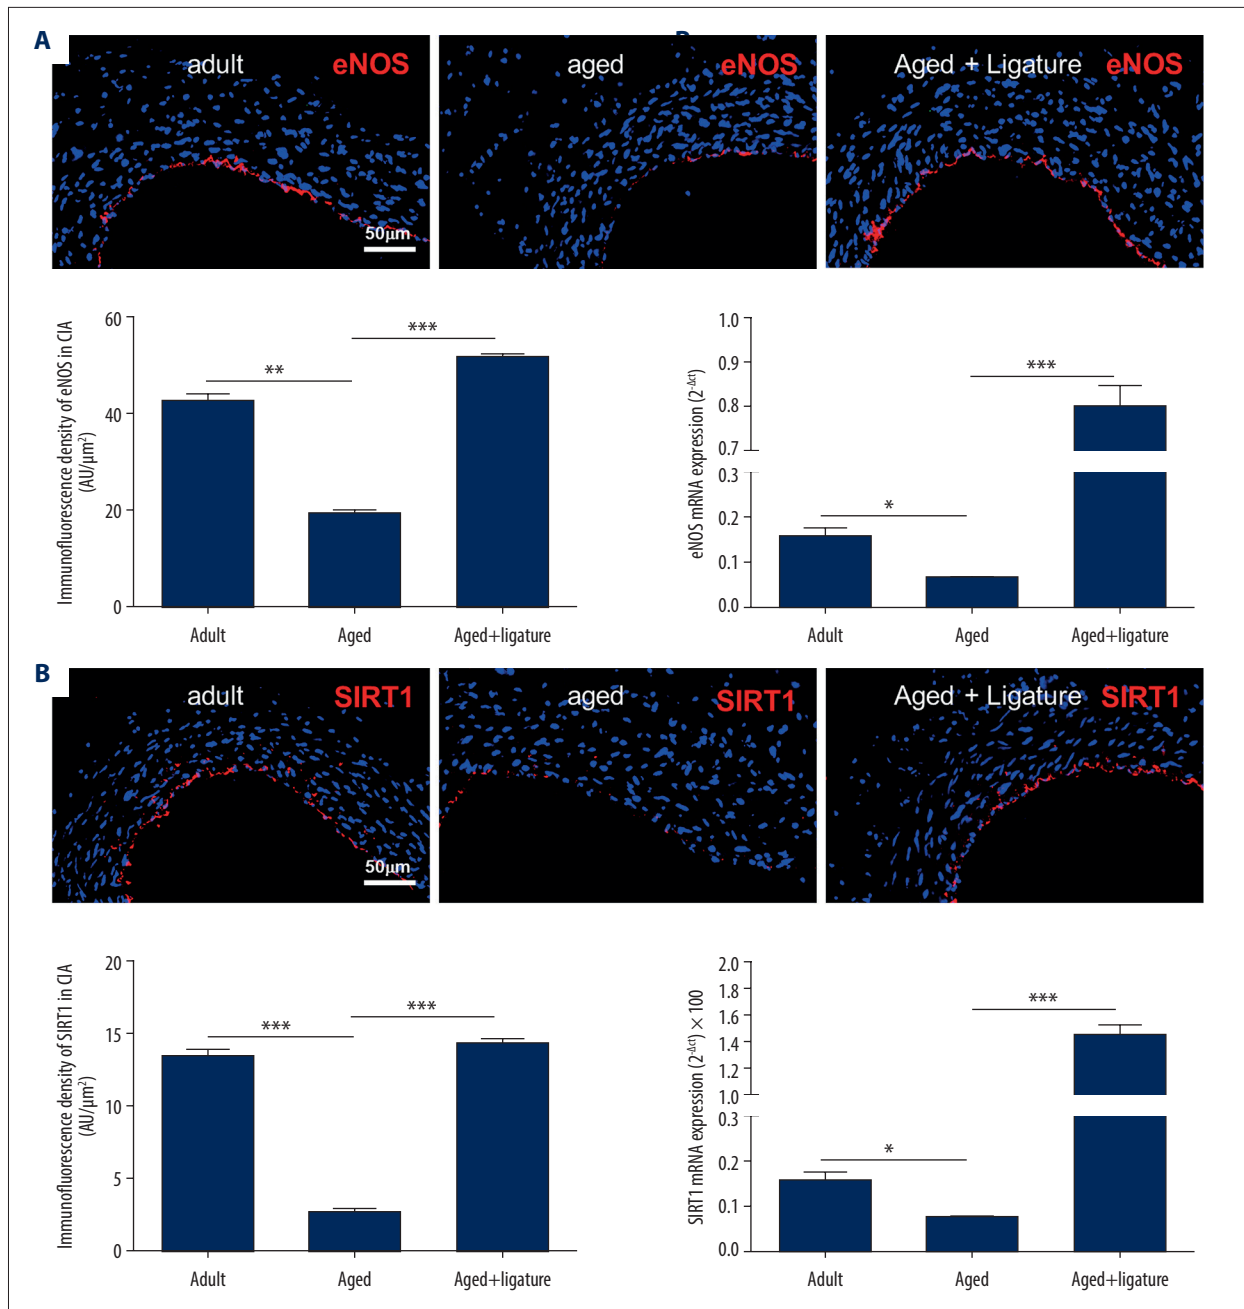 A
adult eNOS
aged eNOS
Aged + Ligature eNOS
50µm
Immunofluorescence density of eNOS in CIA
(AU/µm²)
60
40
20
0
**
***
Adult
Aged
Aged+ligature
eNOS mRNA expression (2^-Δct)
1.0
0.9
0.8
0.7
0.3
0.2
0.1
0.0
*
***
Adult
Aged
Aged+ligature
B
adult SIRT1
aged SIRT1
Aged + Ligature SIRT1
50µm
Immunofluorescence density of SIRT1 in CIA
(AU/µm²)
20
15
10
5
0
***
***
Adult
Aged
Aged+ligature
SIRT1 mRNA expression (2^-Δct) × 100
2.0
1.8
1.6
1.4
1.2
1.0
0.3
0.2
0.1
0.0
*
***
Adult
Aged
Aged+ligature